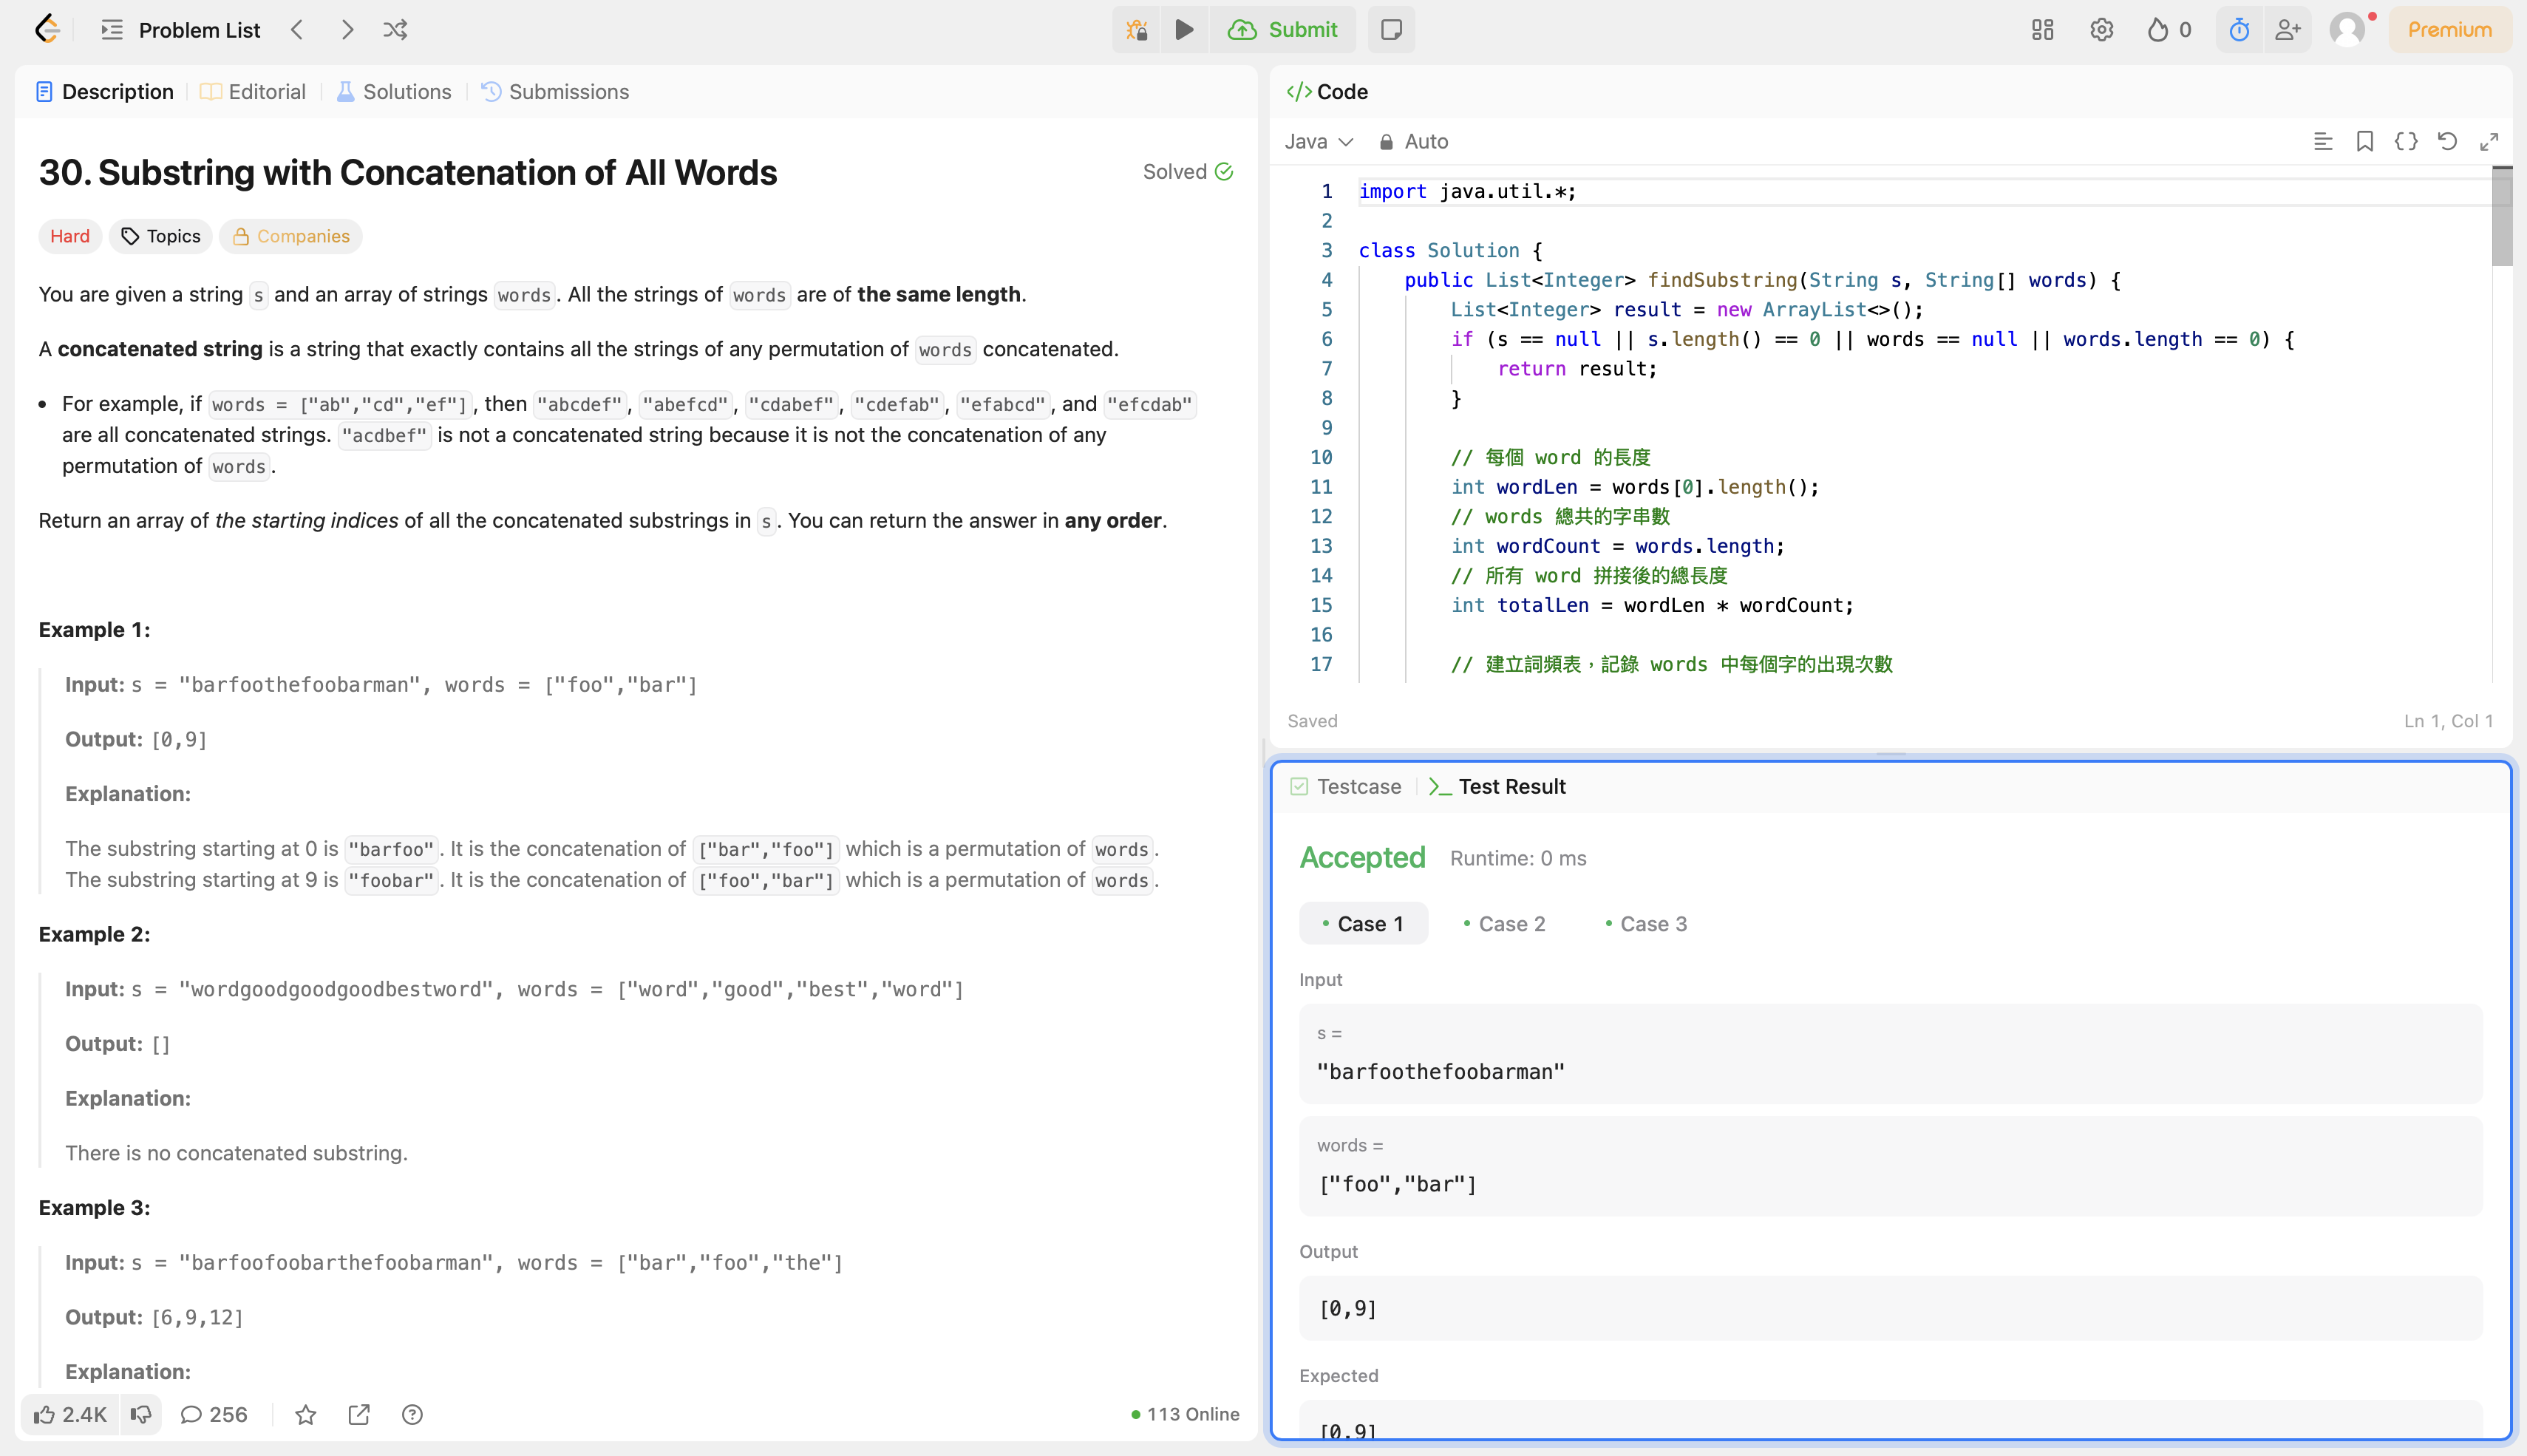 Problem List
Submit
0
Premium
Description
Editorial
Solutions
Submissions
30. Substring with Concatenation of All Words
Solved
Hard
Topics
Companies
You are given a string s and an array of strings words. All the strings of words are of the same length.
A concatenated string is a string that exactly contains all the strings of any permutation of words concatenated.
• For example, if words = ["ab","cd","ef"], then "abcdef", "abefcd", "cdabef", "cdefab", "efabcd", and "efcdab"
are all concatenated strings. "acdbef" is not a concatenated string because it is not the concatenation of any
permutation of words.
Return an array of the starting indices of all the concatenated substrings in s. You can return the answer in any order.
Example 1:
Input: s = "barfoothefoobarman", words = ["foo","bar"]
Output: [0,9]
Explanation:
The substring starting at 0 is "barfoo". It is the concatenation of ["bar","foo"] which is a permutation of words.
The substring starting at 9 is "foobar". It is the concatenation of ["foo","bar"] which is a permutation of words.
Example 2:
Input: s = "wordgoodgoodgoodbestword", words = ["word","good","best","word"]
Output: []
Explanation:
There is no concatenated substring.
Example 3:
Input: s = "barfoofoobarthefoobarman", words = ["bar","foo","the"]
Output: [6,9,12]
Explanation:
2.4K
256
113 Online
Code
Java
Auto
1 import java.util.*;
2
3 class Solution {
4 public List<Integer> findSubstring(String s, String[] words) {
5 List<Integer> result = new ArrayList<>();
6 if (s == null || s.length() == 0 || words == null || words.length == 0) {
7 return result;
8 }
9
10 // 每個 word 的長度
11 int wordLen = words[0].length();
12 // words 總共的字串數
13 int wordCount = words.length;
14 // 所有 word 拼接後的總長度
15 int totalLen = wordLen * wordCount;
16
17 // 建立詞頻表，記錄 words 中每個字的出現次數
Saved
Ln 1, Col 1
Testcase
Test Result
Accepted
Runtime: 0 ms
Case 1
Case 2
Case 3
Input
s =
"barfoothefoobarman"
words =
["foo","bar"]
Output
[0,9]
Expected
[0,9]